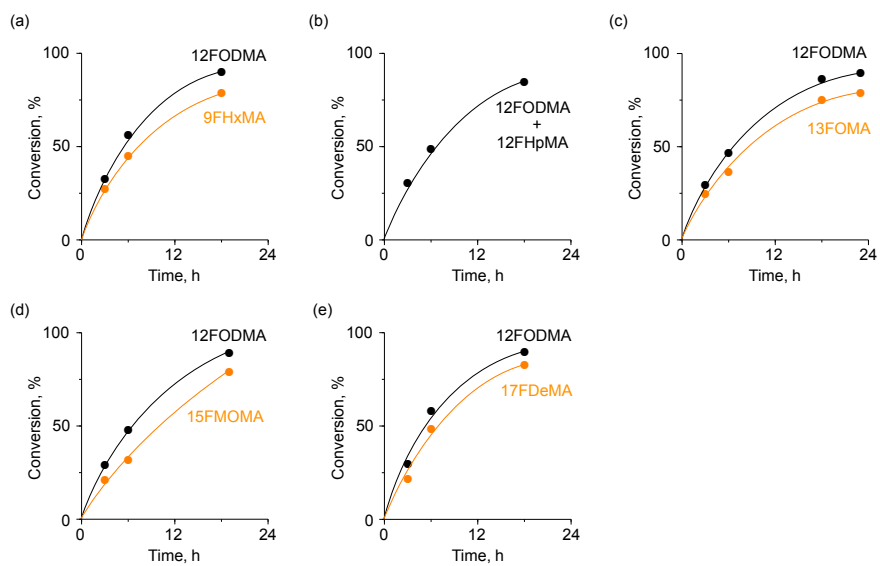 (a)
Conversion, %
100
50
0
0
12
24
Time, h
12FODMA
9FHxMA
(b)
Conversion, %
100
50
0
0
12
24
Time, h
12FODMA
+
12FHpMA
(c)
Conversion, %
100
50
0
0
12
24
Time, h
12FODMA
13FOMA
(d)
Conversion, %
100
50
0
0
12
24
Time, h
12FODMA
15FMOMA
(e)
Conversion, %
100
50
0
0
12
24
Time, h
12FODMA
17FDeMA